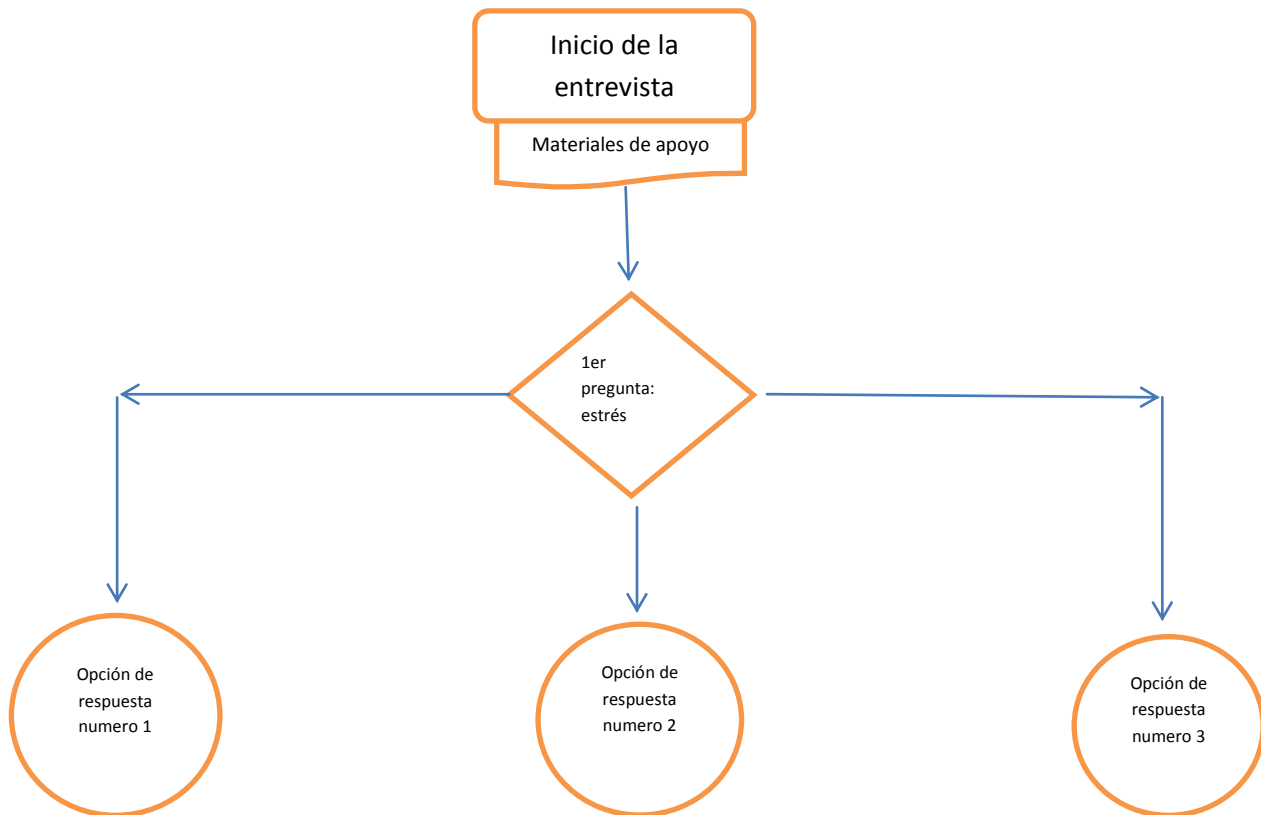 Inicio de la
entrevista
Materiales de apoyo
1er
pregunta:
estrés
Opción de
respuesta
numero 1
Opción de
respuesta
numero 2
Opción de
respuesta
numero 3